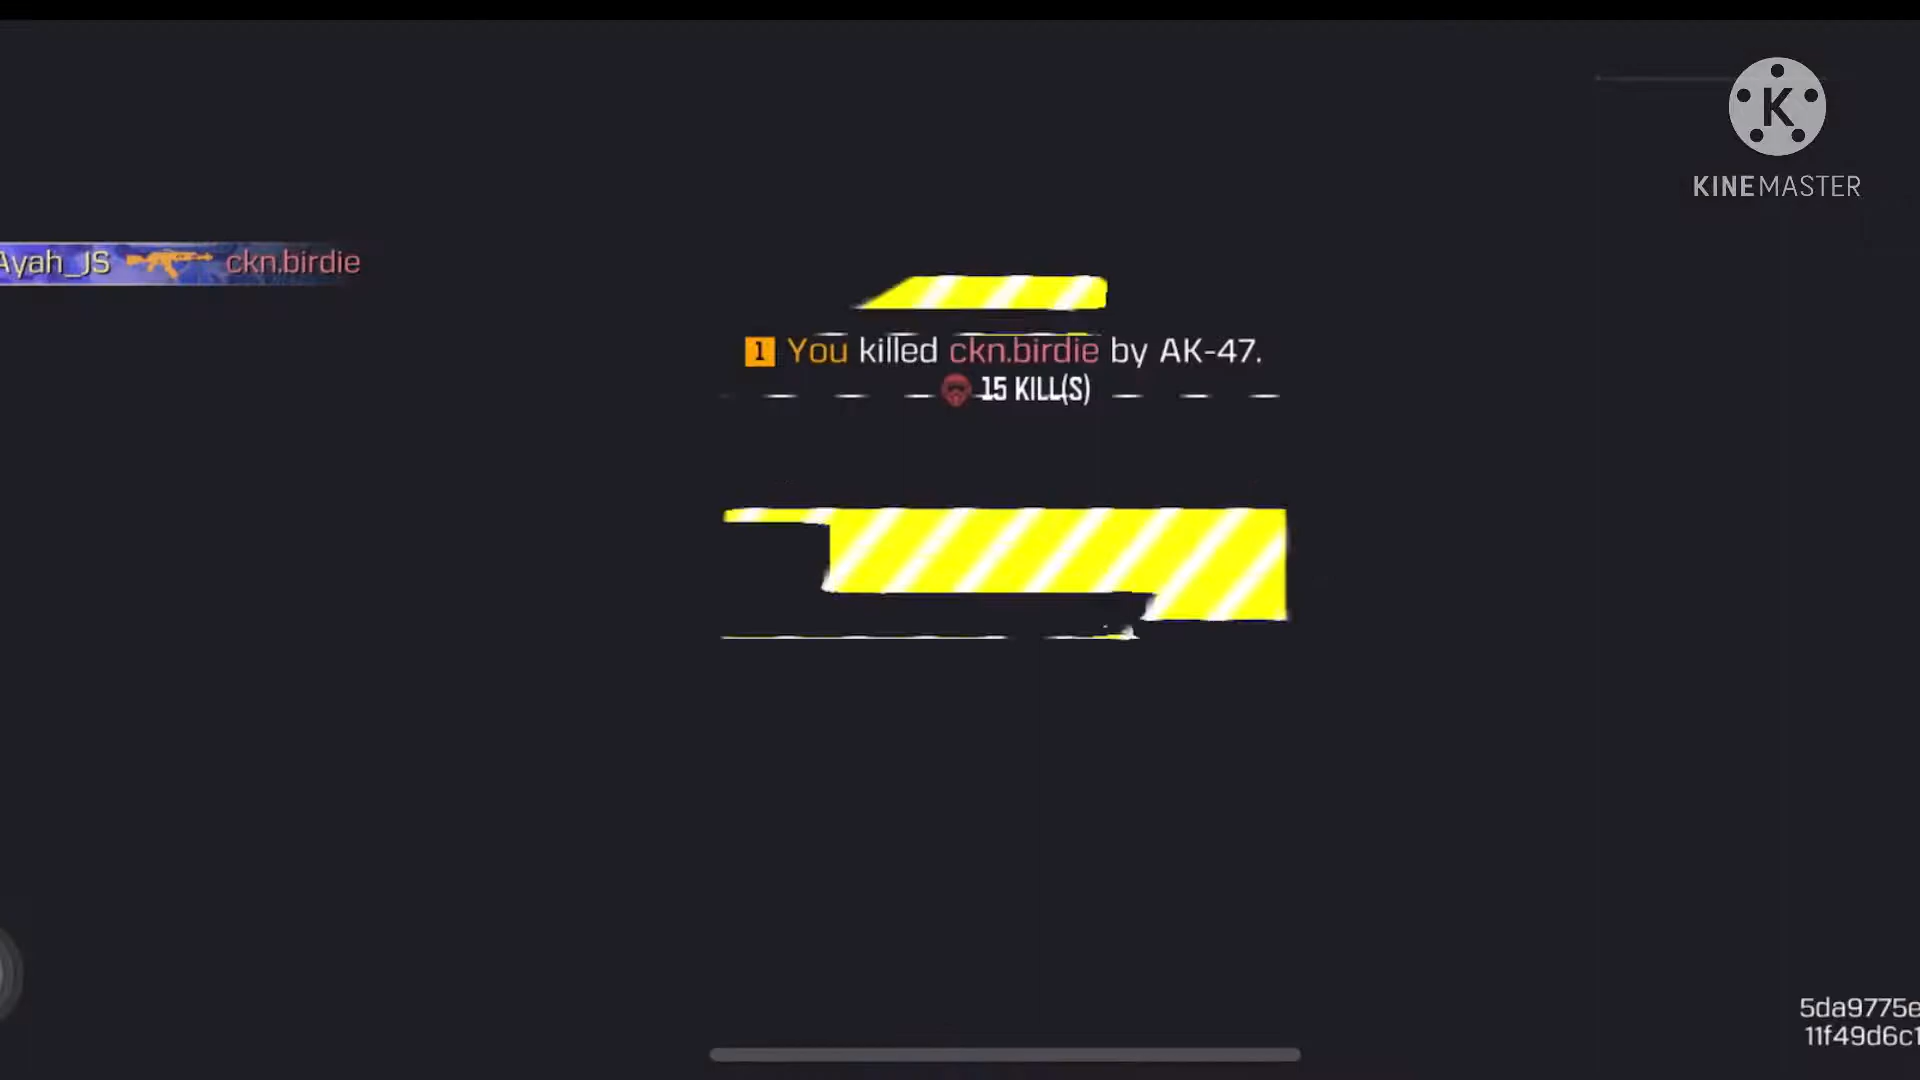 K
KINEMASTER
Ayah_JS ckn.birdie
1 You killed ckn.birdie by AK-47.
15 KILL(S)
5da9775e
11f49d6c1